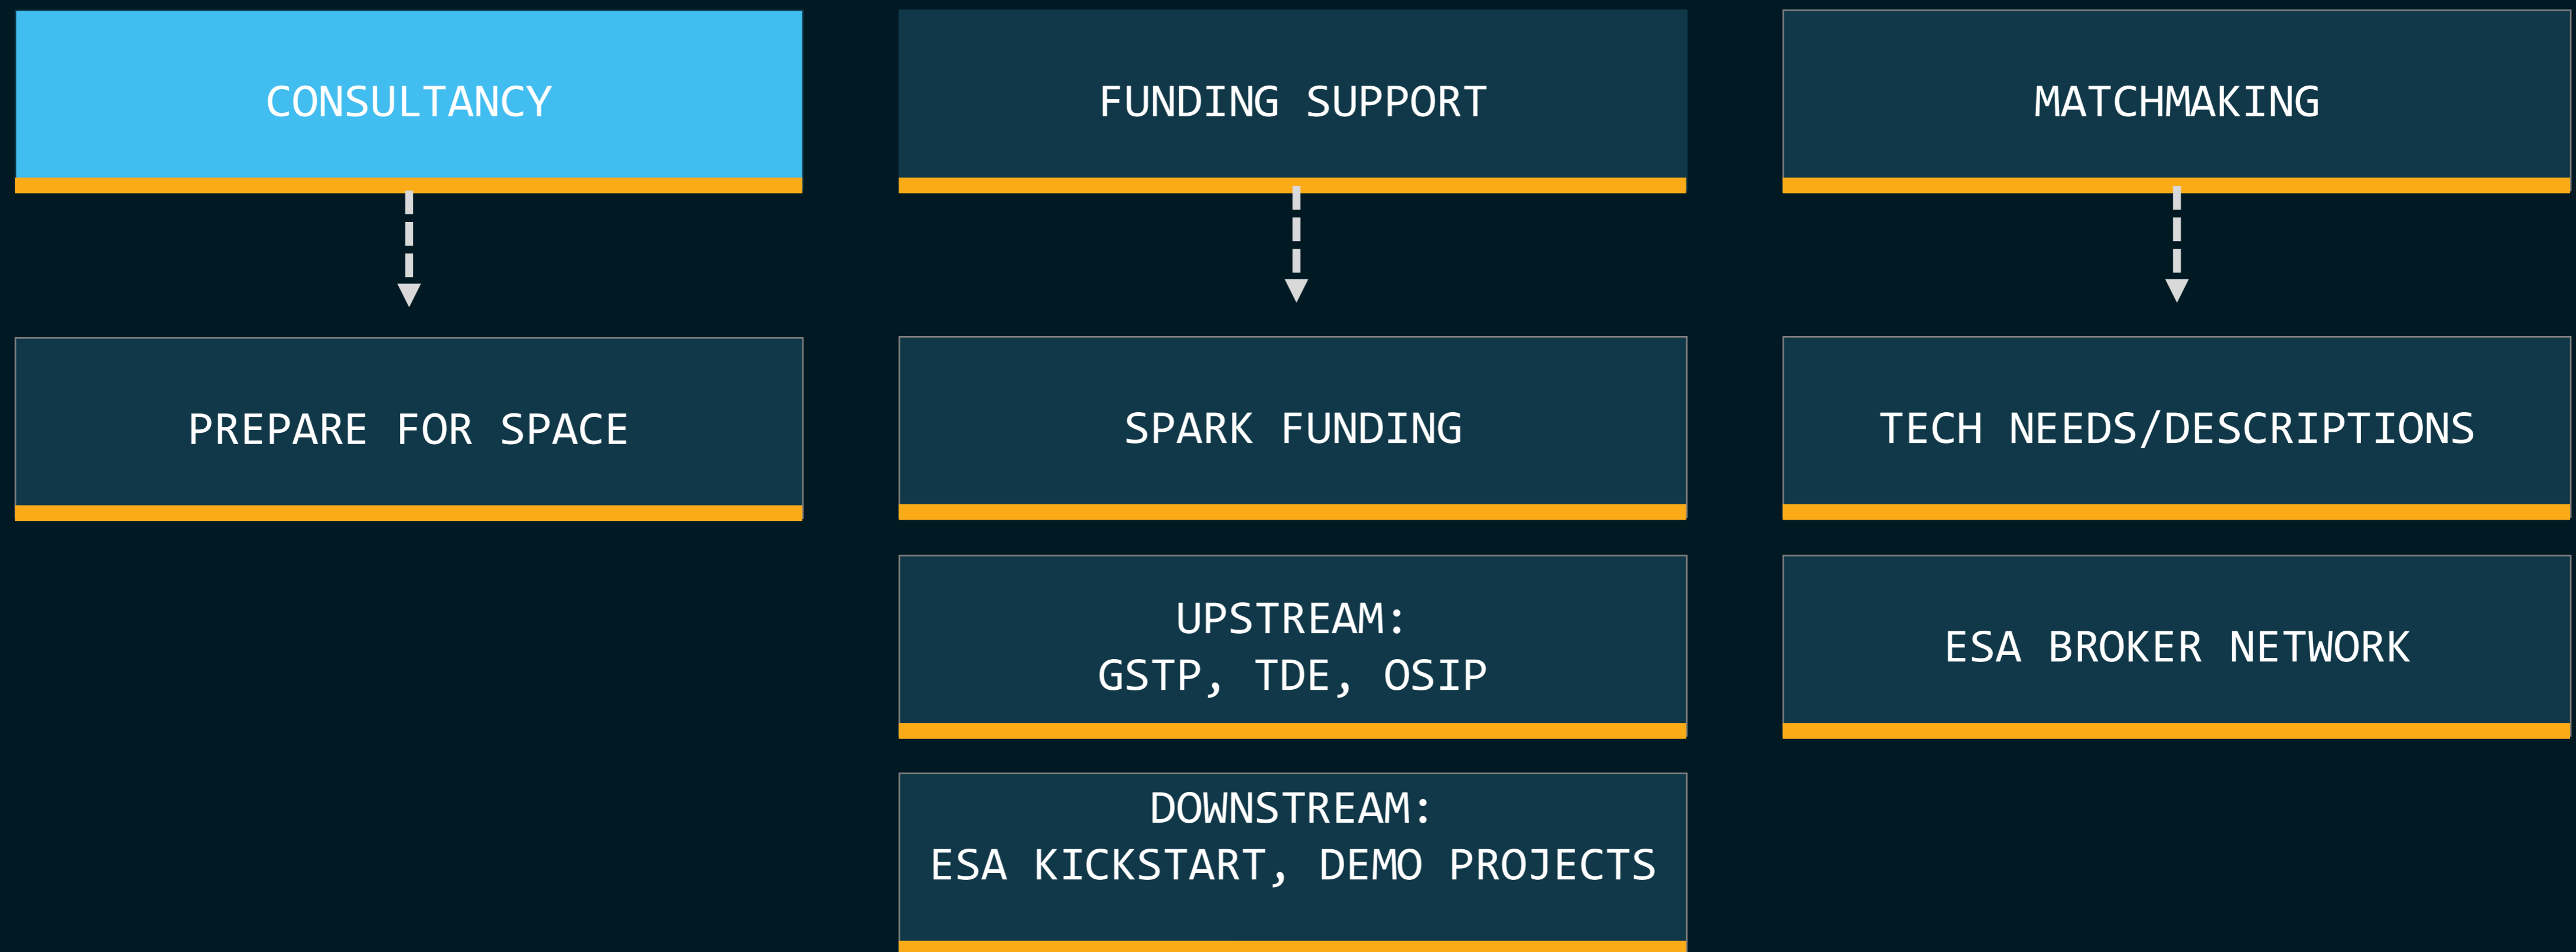 CONSULTANCY
FUNDING SUPPORT
MATCHMAKING
PREPARE FOR SPACE
SPARK FUNDING
TECH NEEDS/DESCRIPTIONS
UPSTREAM:
GSTP, TDE, OSIP
ESA BROKER NETWORK
DOWNSTREAM:
ESA KICKSTART, DEMO PROJECTS